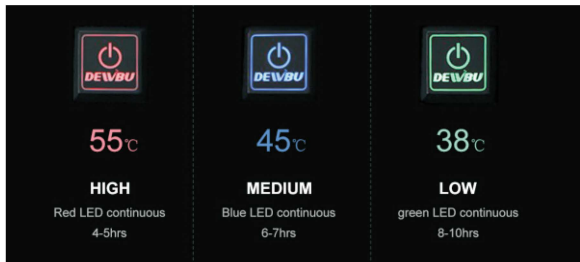 DEWBU
55℃
HIGH
Red LED continuous
4-5hrs
DEWBU
45℃
MEDIUM
Blue LED continuous
6-7hrs
DEWBU
38℃
LOW
green LED continuous
8-10hrs